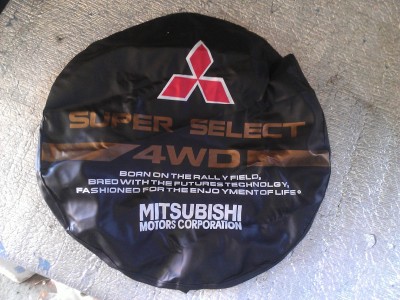 SUPER SELECT
4WD
BORN ON THE RALLY FIELD,
BRED WITH THE FUTURES TECHNOLGY,
FASHIONED FOR THE ENJOYMENT OF LIFE
MITSUBISHI
MOTORS CORPORATION